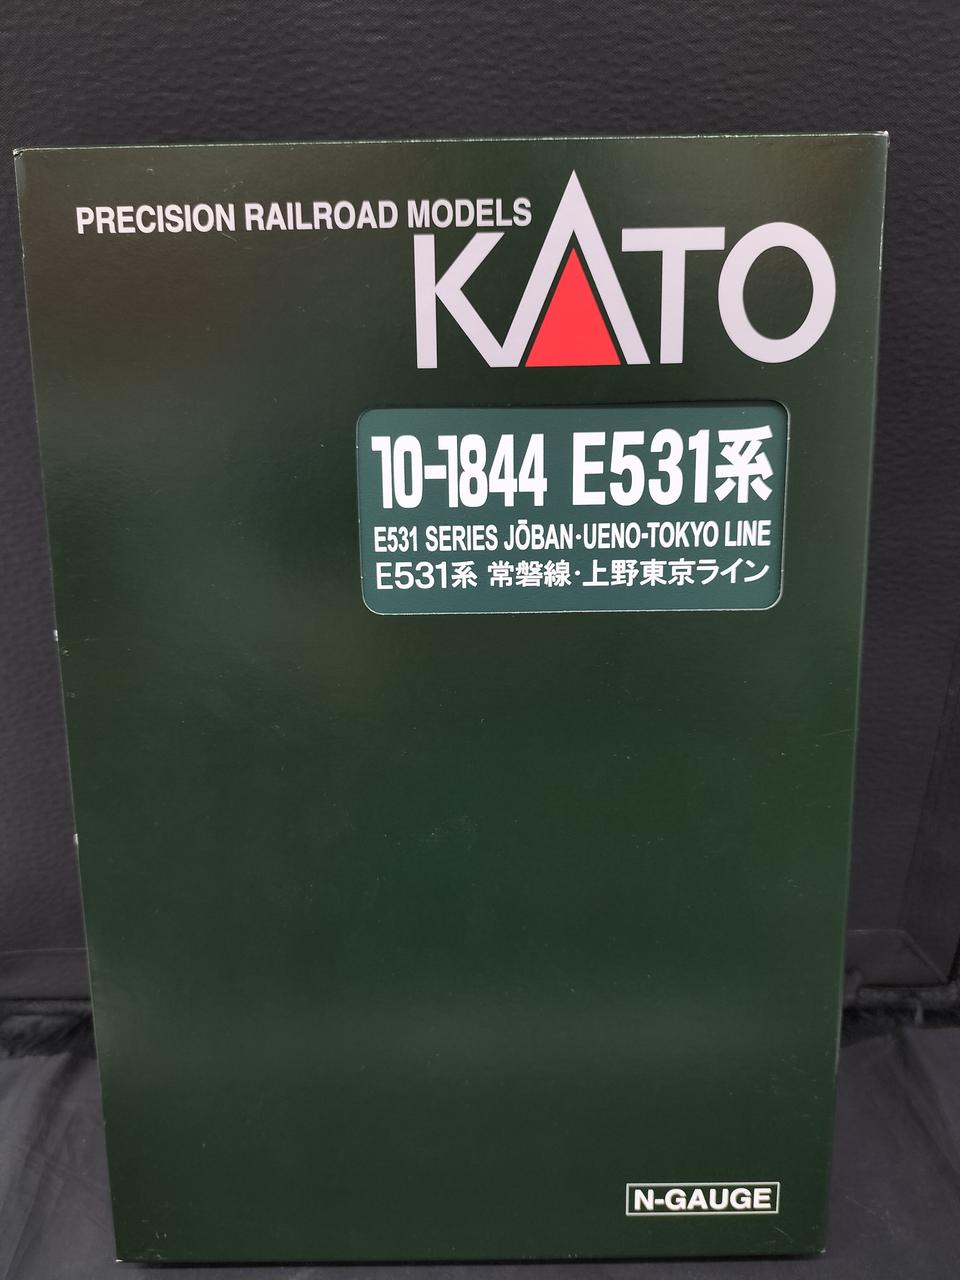 PRECISION RAILROAD MODELS
KATO
10-1844 E531系
E531 SERIES JŌBAN・UENO-TOKYO LINE
E531系 常磐線・上野東京ライン
N-GAUGE